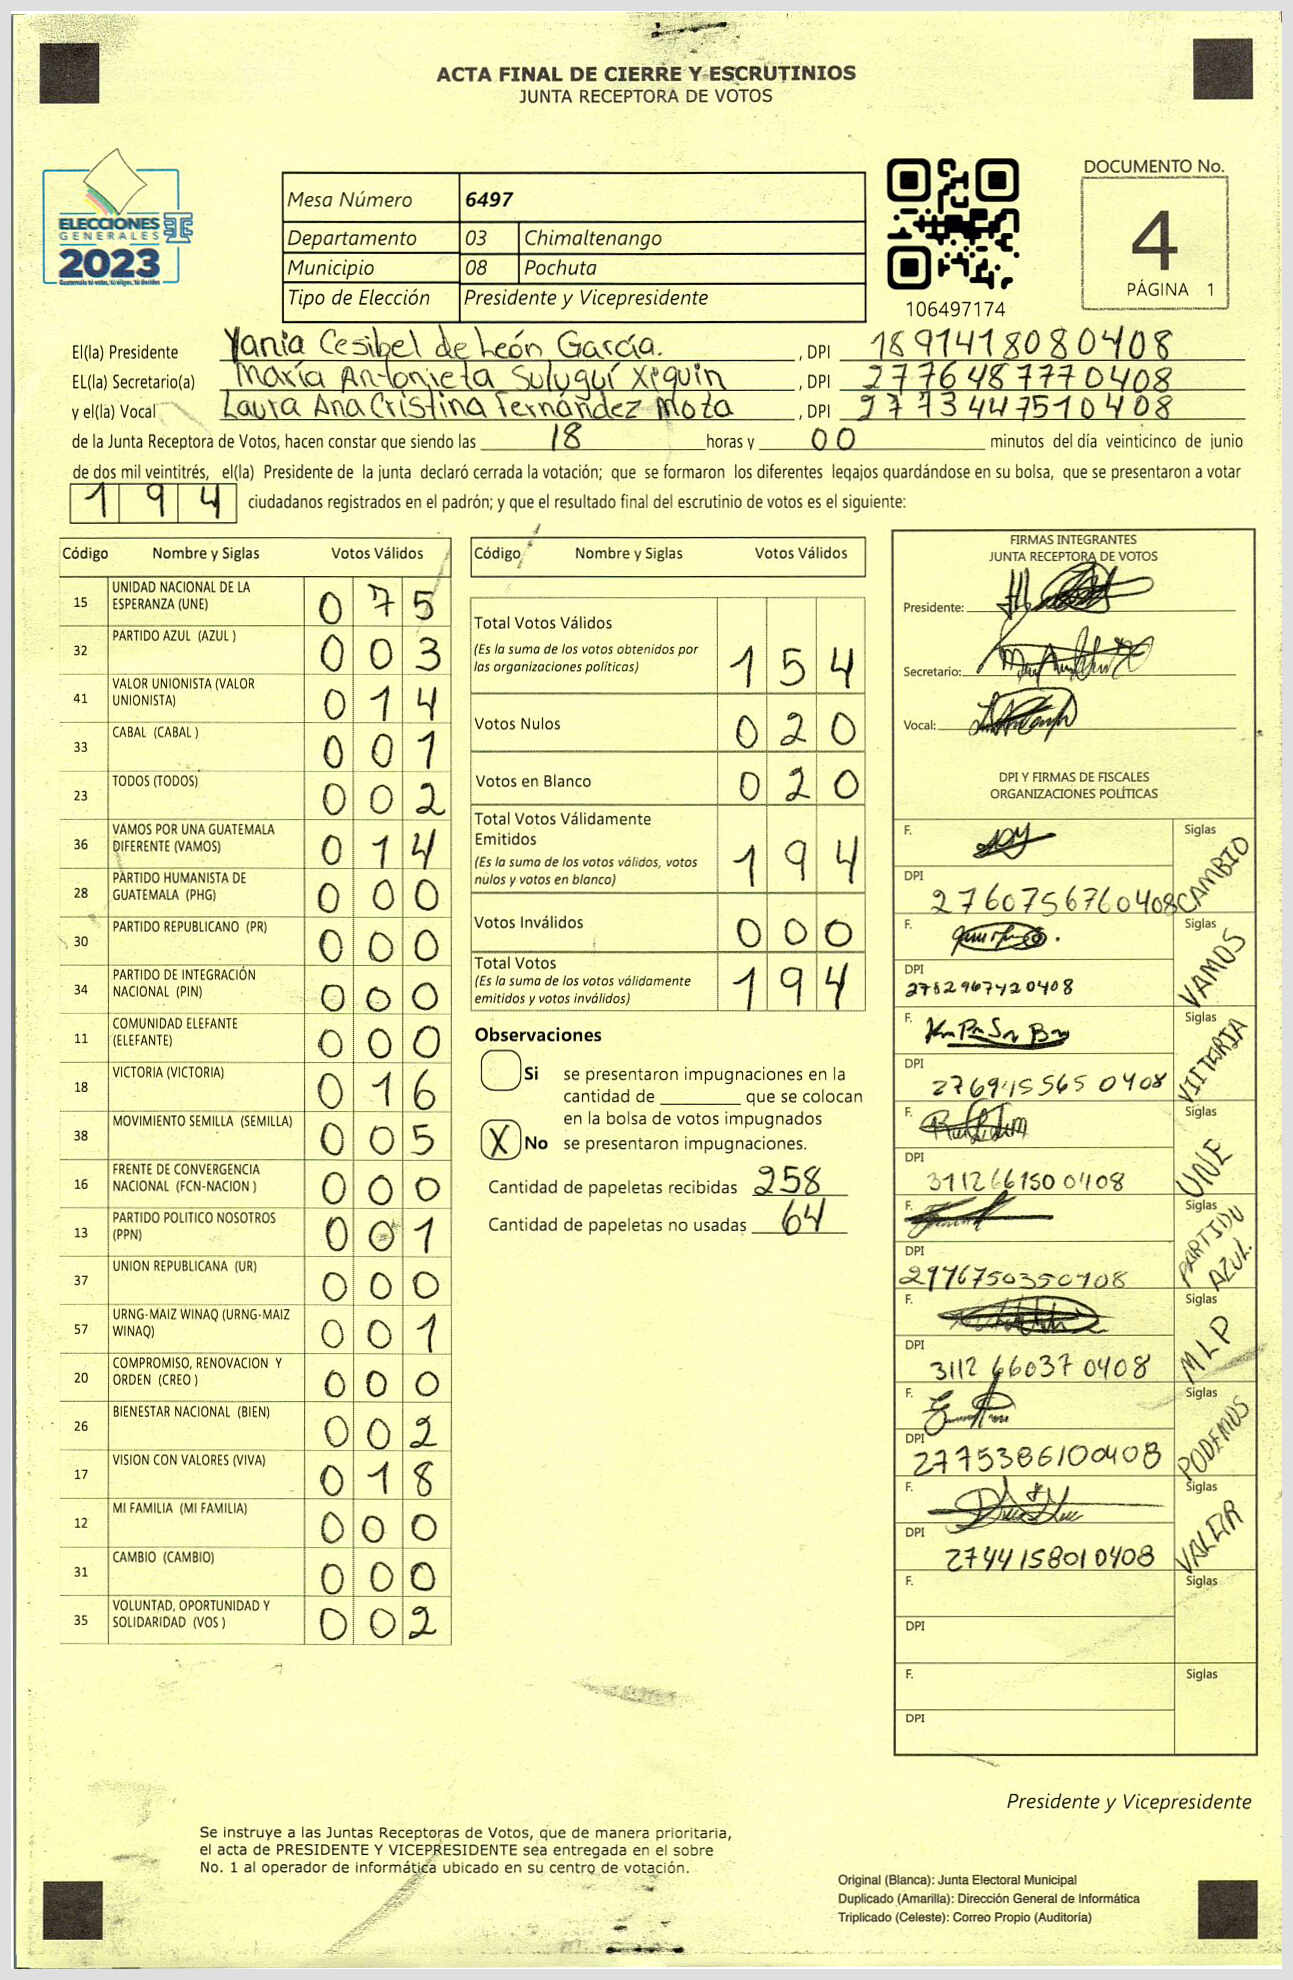 ACTA FINAL DE CIERRE Y ESCRUTINIOS
JUNTA RECEPTORA DE VOTOS
ELECCIONES
GENERALES
2023
Mesa Número 6497
Departamento 03 Chimaltenango
Municipio 08 Pochuta
Tipo de Elección Presidente y Vicepresidente
106497174
DOCUMENTO No.
4
PÁGINA 1
El(la) Presidente Yania Cesibel de León García. , DPI 1891418080408
EL(la) Secretario(a) María Antonieta Suluguí Xiquin , DPI 2776487770408
y el(la) Vocal Laura Ana Cristina Fernández Mota , DPI 2773447510408
de la Junta Receptora de Votos, hacen constar que siendo las 18 horas y 00 minutos del día veinticinco de junio
de dos mil veintitrés, el(la) Presidente de la junta declaró cerrada la votación; que se formaron los diferentes legajos guardándose en su bolsa, que se presentaron a votar
194 ciudadanos registrados en el padrón; y que el resultado final del escrutinio de votos es el siguiente:
Código Nombre y Siglas Votos Válidos
15 UNIDAD NACIONAL DE LA ESPERANZA (UNE) 075
32 PARTIDO AZUL (AZUL ) 003
41 VALOR UNIONISTA (VALOR UNIONISTA) 014
33 CABAL (CABAL ) 001
23 TODOS (TODOS) 002
36 VAMOS POR UNA GUATEMALA DIFERENTE (VAMOS) 014
28 PARTIDO HUMANISTA DE GUATEMALA (PHG) 000
30 PARTIDO REPUBLICANO (PR) 000
34 PARTIDO DE INTEGRACIÓN NACIONAL (PIN) 000
11 COMUNIDAD ELEFANTE (ELEFANTE) 000
18 VICTORIA (VICTORIA) 016
38 MOVIMIENTO SEMILLA (SEMILLA) 005
16 FRENTE DE CONVERGENCIA NACIONAL (FCN-NACION ) 000
13 PARTIDO POLITICO NOSOTROS (PPN) 001
37 UNION REPUBLICANA (UR) 000
57 URNG-MAIZ WINAQ (URNG-MAIZ WINAQ) 001
20 COMPROMISO, RENOVACION Y ORDEN (CREO ) 000
26 BIENESTAR NACIONAL (BIEN) 002
17 VISION CON VALORES (VIVA) 018
12 MI FAMILIA (MI FAMILIA) 000
31 CAMBIO (CAMBIO) 000
35 VOLUNTAD, OPORTUNIDAD Y SOLIDARIDAD (VOS ) 002
Código Nombre y Siglas Votos Válidos
Total Votos Válidos 154
(Es la suma de los votos obtenidos por
las organizaciones políticas)
Votos Nulos 020
Votos en Blanco 020
Total Votos Válidamente
Emitidos 194
(Es la suma de los votos válidos, votos
nulos y votos en blanco)
Votos Inválidos 000
Total Votos 194
(Es la suma de los votos válidamente
emitidos y votos inválidos)
Observaciones
Si se presentaron impugnaciones en la
cantidad de ________ que se colocan
en la bolsa de votos impugnados
X No se presentaron impugnaciones.
Cantidad de papeletas recibidas 258
Cantidad de papeletas no usadas 64
FIRMAS INTEGRANTES
JUNTA RECEPTORA DE VOTOS
Presidente:
Secretario:
Vocal:
DPI Y FIRMAS DE FISCALES
ORGANIZACIONES POLÍTICAS
F. Siglas CAMBIO
DPI 2760756760408
F. Siglas VAMOS
DPI 2782967420408
F. Siglas VIITERIA
DPI 2769455650408
F. Siglas UNE
DPI 3112661500408
F. Siglas PARTIDO AZUL.
DPI 2976750350408
F. Siglas MLP
DPI 3112660370408
F. Siglas PODEMOS
DPI 2775386100408
F. Siglas
DPI 2744158010408
F. Siglas
DPI
F. Siglas
DPI
Presidente y Vicepresidente
Se instruye a las Juntas Receptoras de Votos, que de manera prioritaria,
el acta de PRESIDENTE Y VICEPRESIDENTE sea entregada en el sobre
No. 1 al operador de informática ubicado en su centro de votación.
Original (Blanca): Junta Electoral Municipal
Duplicado (Amarilla): Dirección General de Informática
Triplicado (Celeste): Correo Propio (Auditoría)